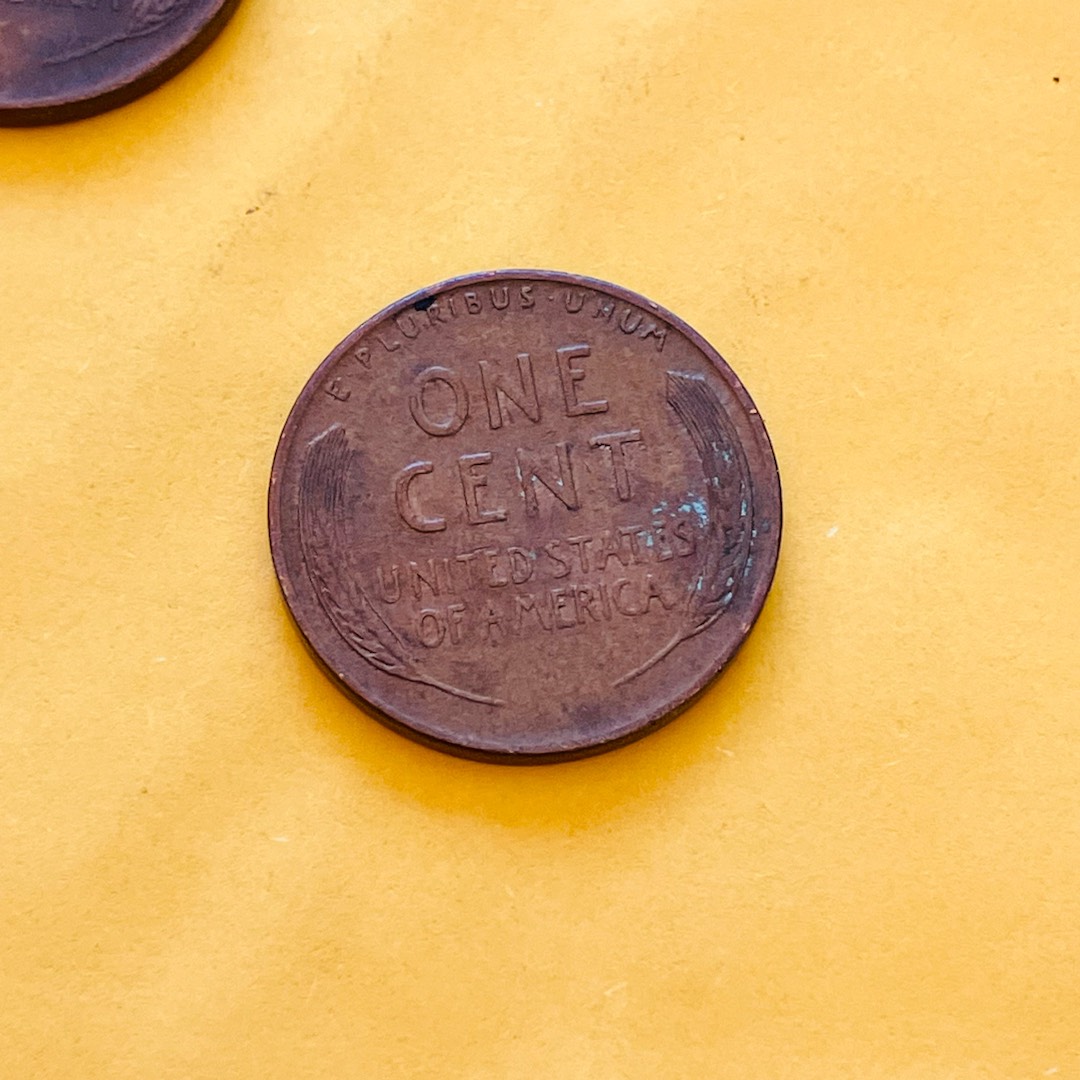 E PLURIBUS·UNUM
ONE
CENT
UNITED STATES
OF AMERICA